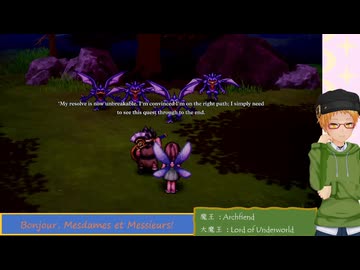 'My resolve is now unbreakable. I'm convinced I'm on the right path; I simply need
to see this quest through to the end.
Bonjour, Mesdames et Messieurs!
魔王 : Archfiend
大魔王 : Lord of Underworld